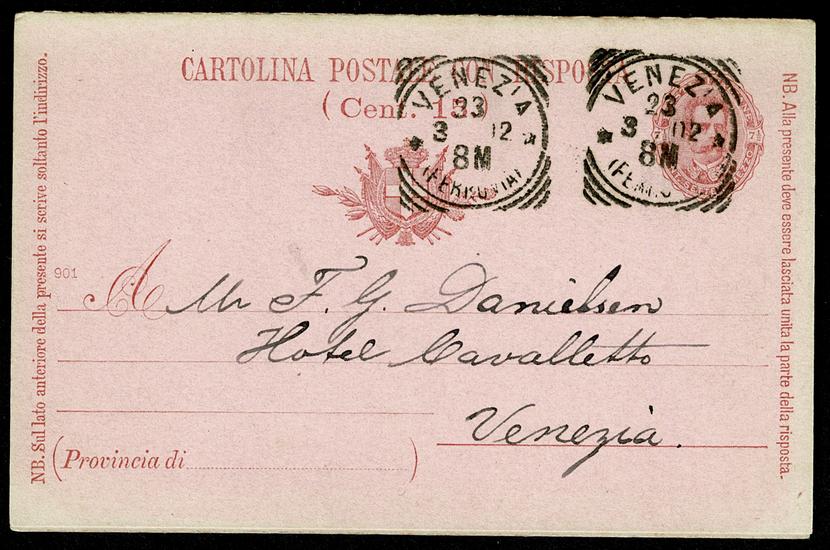 CARTOLINA POSTALE CON RISPOSTA
(Cent. 15)
VENEZIA
23
3 02
8M
(FERROVIA)
VENEZIA
23
3 02
8M
901
A Mr F. G. Danielsen
Hotel Cavalletto
Venezia.
(Provincia di )
NB. Sul lato anteriore della presente si scrive soltanto l'indirizzo.
NB. Alla presente deve essere lasciata unita la parte della risposta.